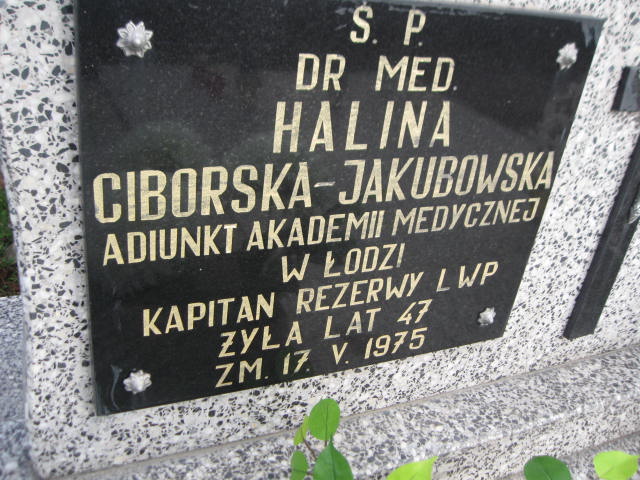 Ś. P.
DR MED.
HALINA
CIBORSKA-JAKUBOWSKA
ADIUNKT AKADEMII MEDYCZNEJ
W ŁODZI
KAPITAN REZERWY LWP
ŻYŁA LAT 47
ZM. 17. V. 1975